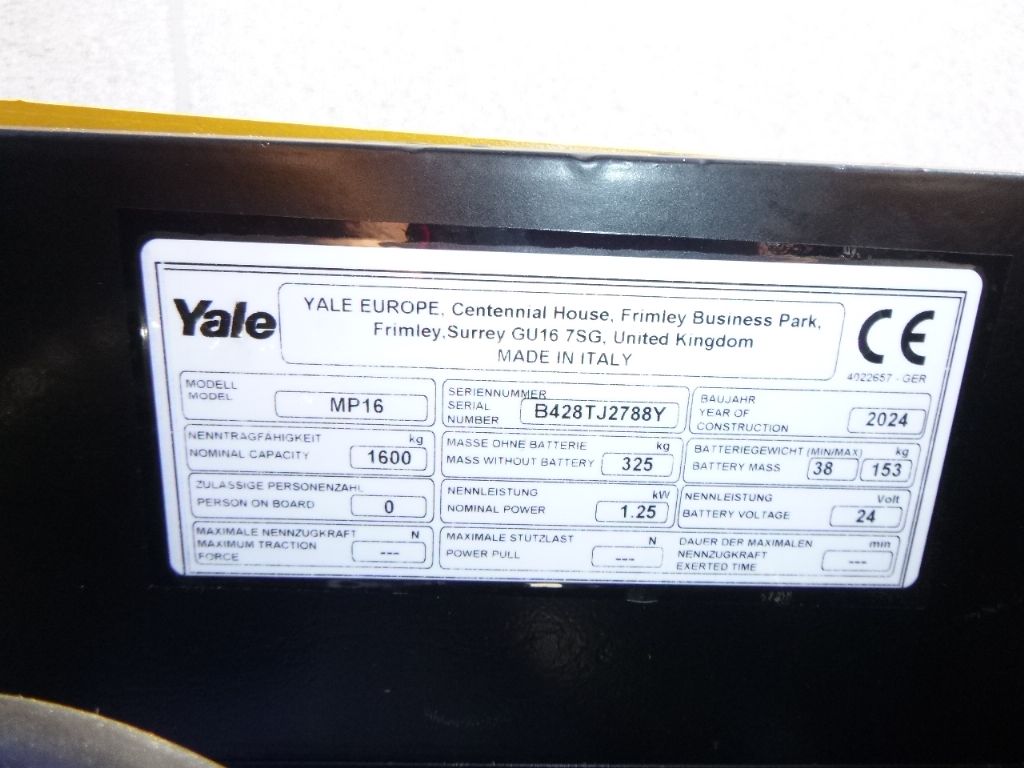 Yale
YALE EUROPE, Centennial House, Frimley Business Park,
Frimley,Surrey GU16 7SG, United Kingdom
MADE IN ITALY
CE
4022657 - GER
MODELL
MODEL
MP16
SERIENNUMMER
SERIAL
NUMBER
B428TJ2788Y
BAUJAHR
YEAR OF
CONSTRUCTION
2024
NENNTRAGFÄHIGKEIT kg
NOMINAL CAPACITY 1600
MASSE OHNE BATTERIE kg
MASS WITHOUT BATTERY 325
BATTERIEGEWICHT (MIN/MAX) kg
BATTERY MASS 38 153
ZULÄSSIGE PERSONENZAHL
PERSON ON BOARD 0
NENNLEISTUNG kW
NOMINAL POWER 1.25
NENNLEISTUNG Volt
BATTERY VOLTAGE 24
MAXIMALE NENNZUGKRAFT N
MAXIMUM TRACTION
FORCE ---
MAXIMALE STUTZLAST N
POWER PULL ---
DAUER DER MAXIMALEN min
NENNZUGKRAFT
EXERTED TIME ---